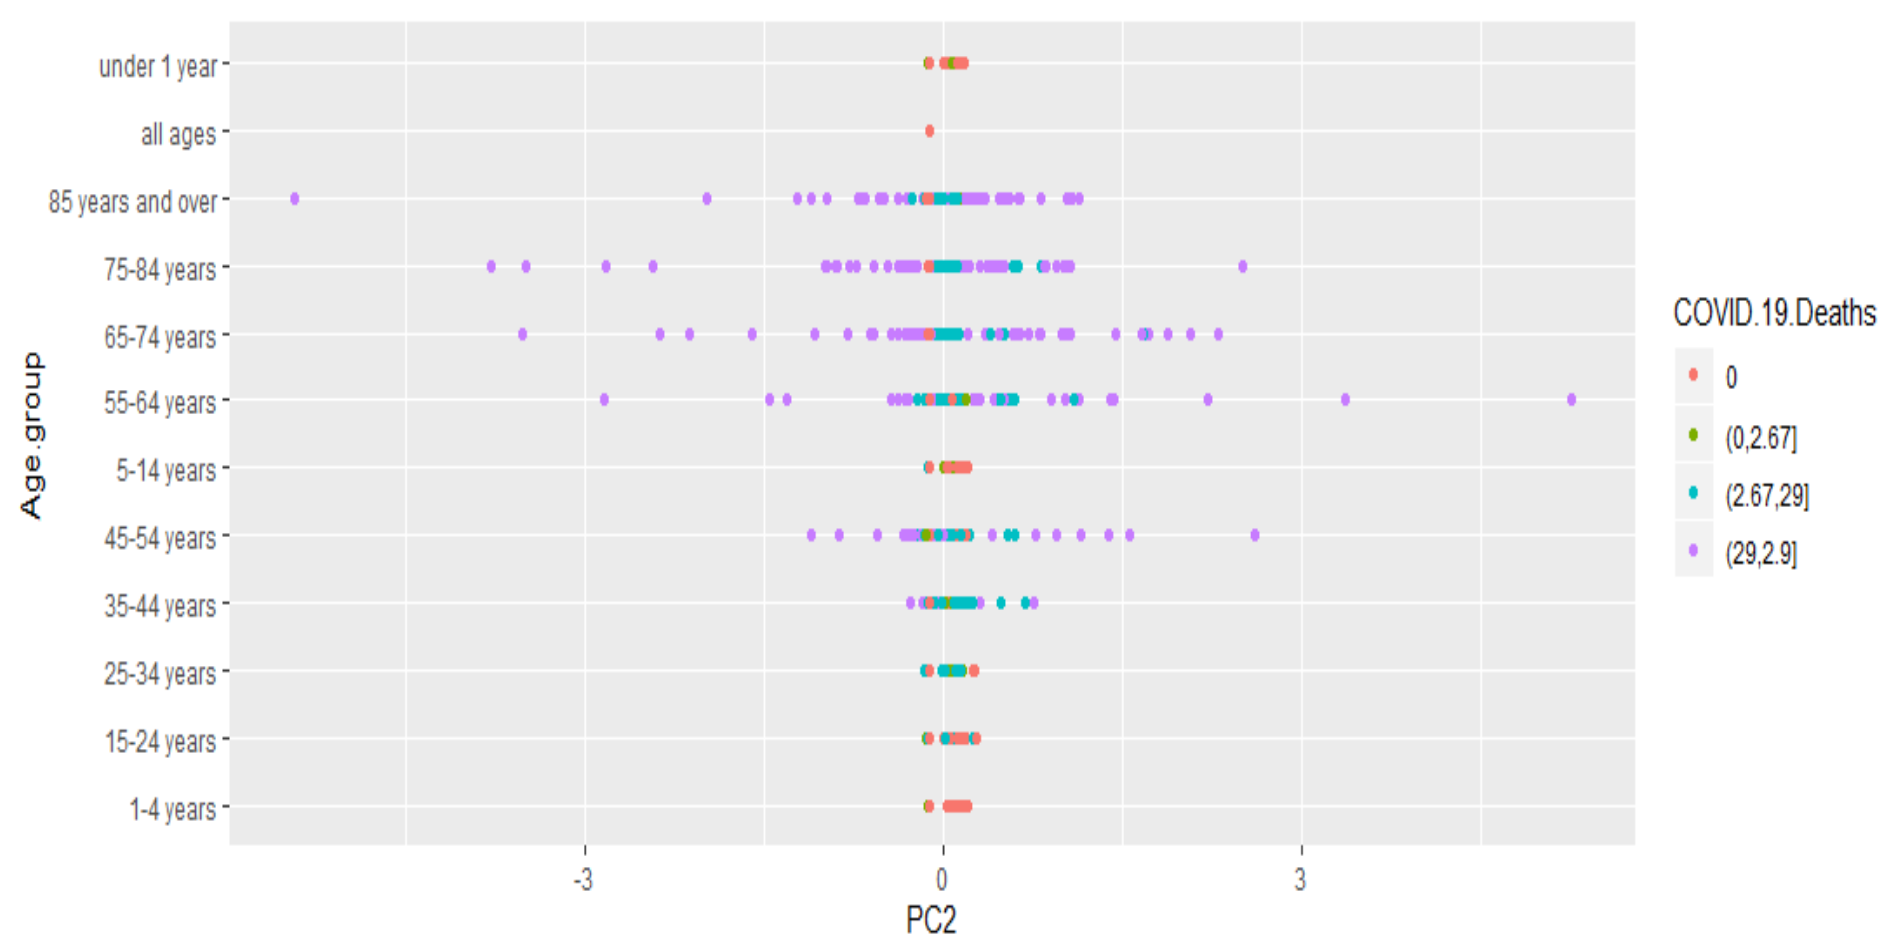 under 1 year
all ages
85 years and over
75-84 years
65-74 years
55-64 years
5-14 years
45-54 years
35-44 years
25-34 years
15-24 years
1-4 years
Age.group
-3
0
3
PC2
COVID.19.Deaths
0
(0,2.67]
(2.67,29]
(29,2.9]